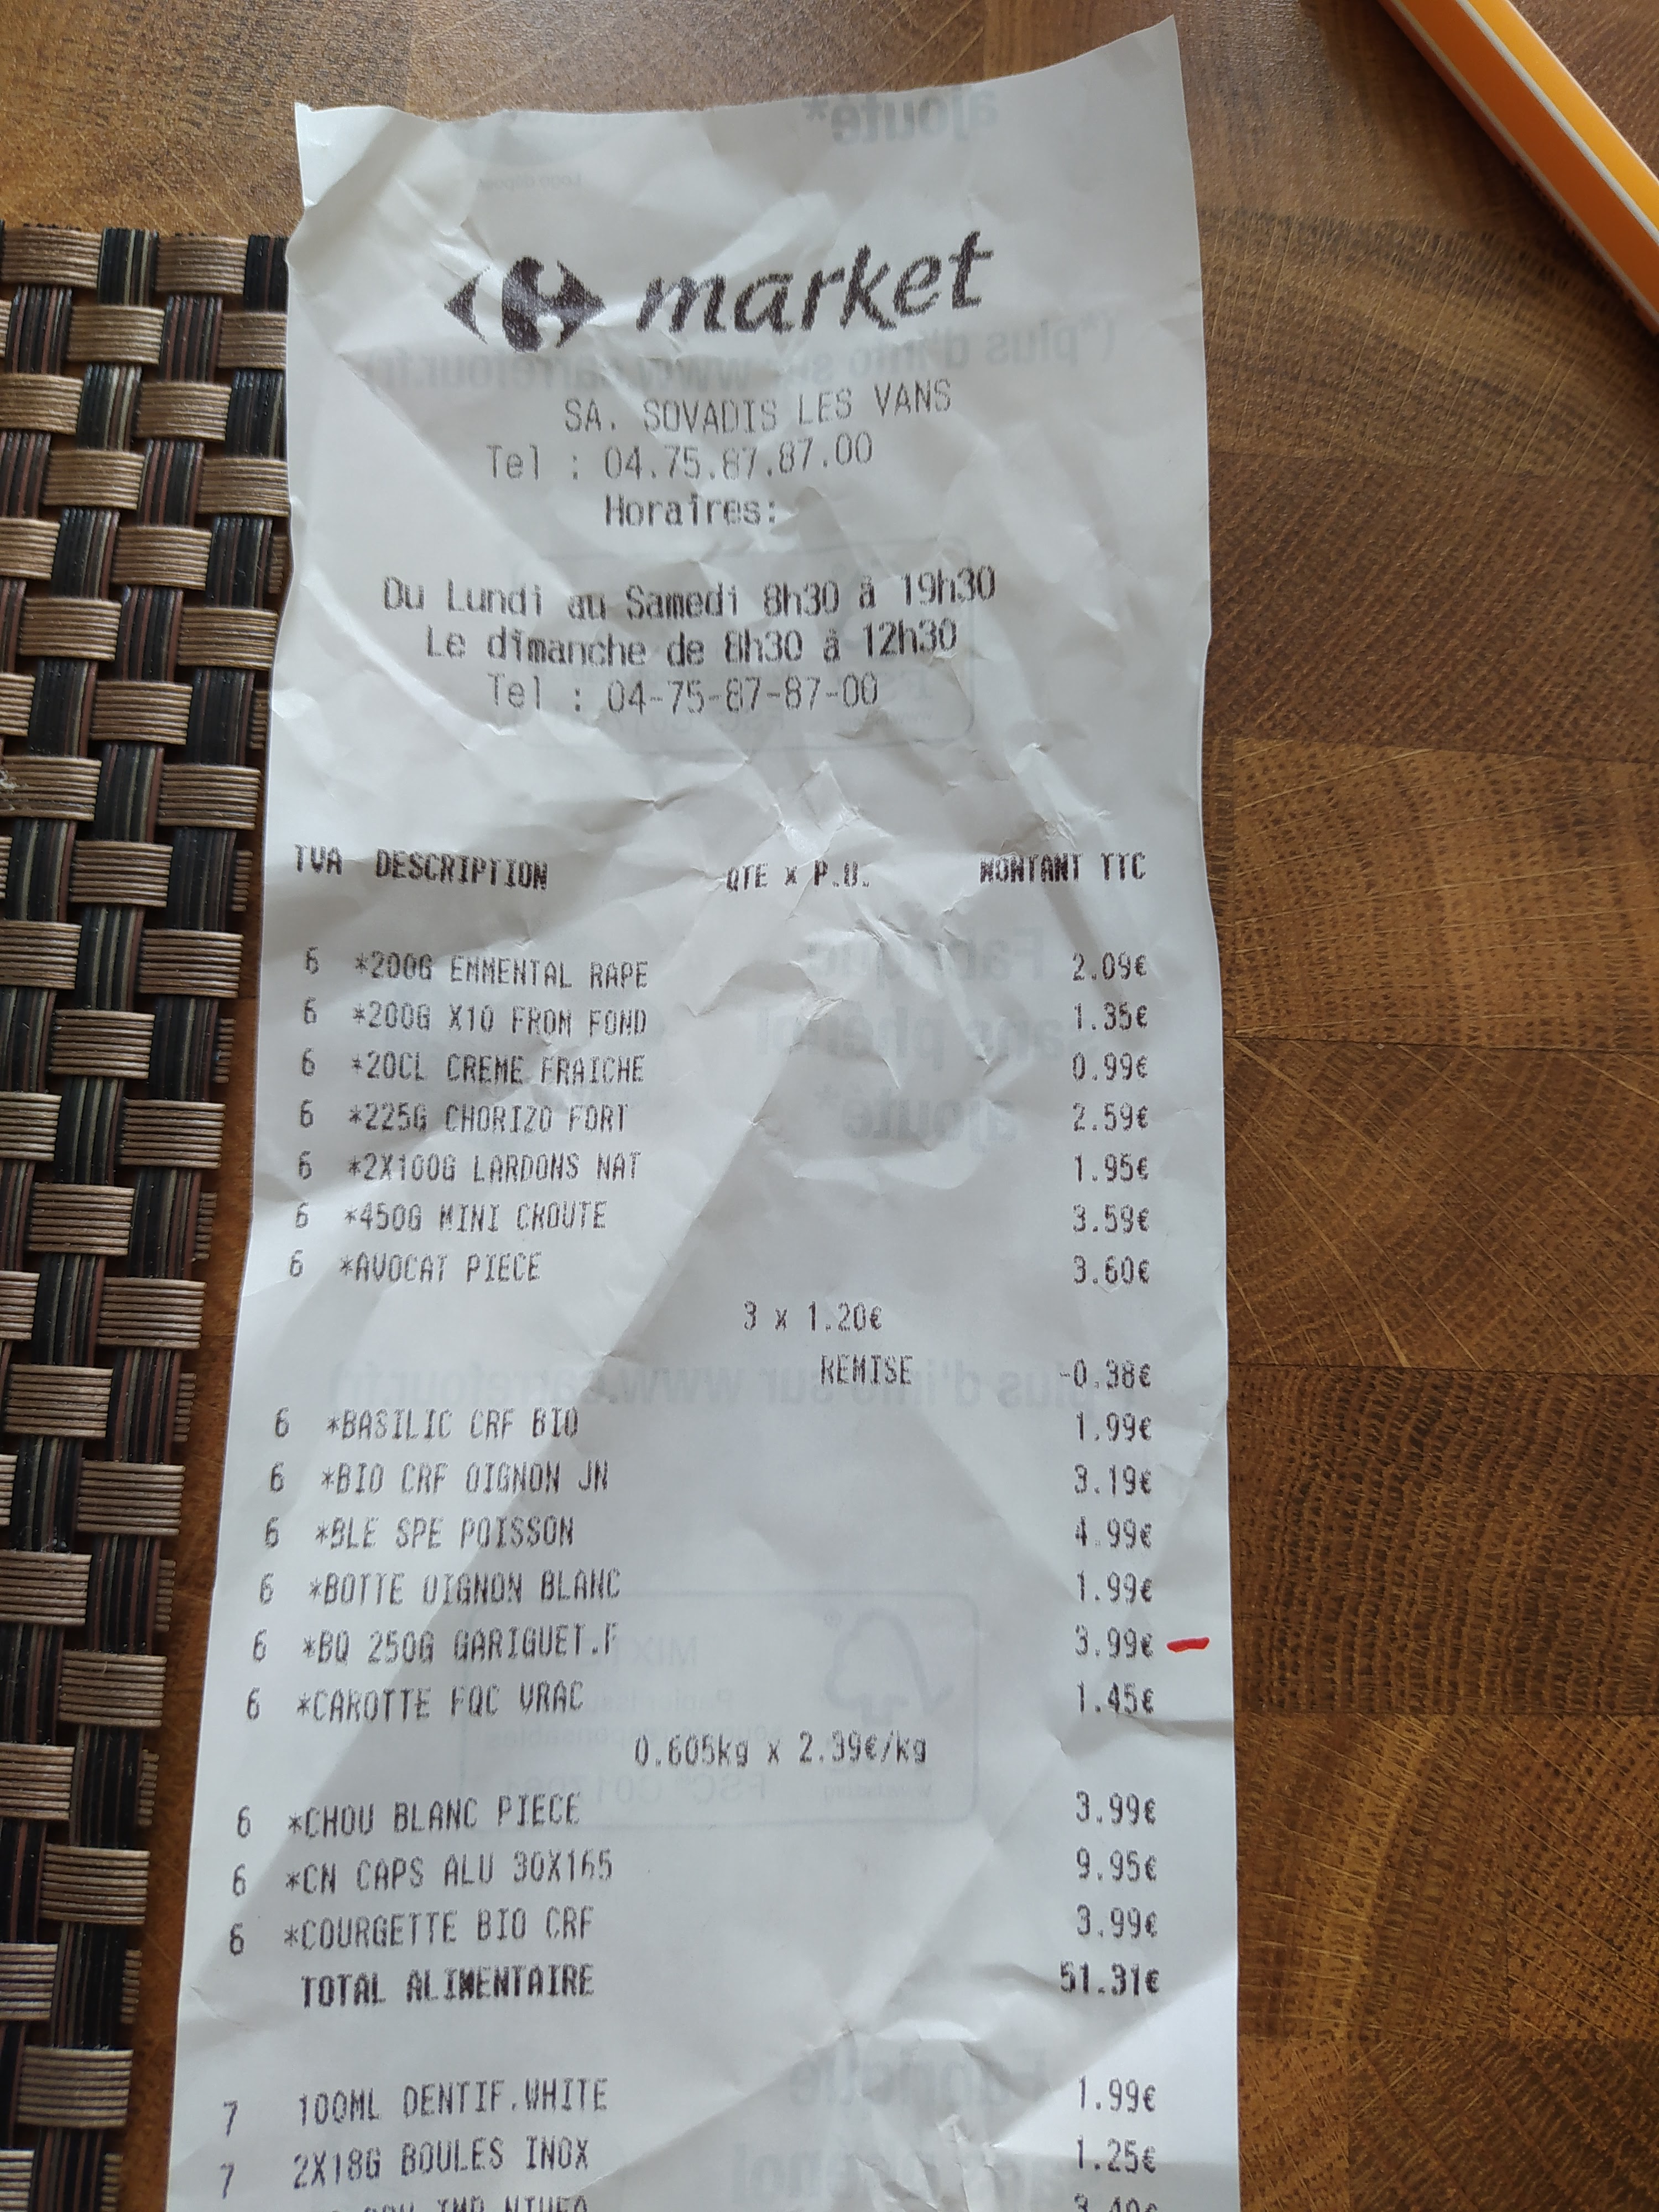 market
SA. SOVADIS LES VANS
Tel : 04.75.87.87.00
Horaires:
Du Lundi au Samedi 8h30 à 19h30
Le dimanche de 8h30 à 12h30
Tel : 04-75-87-87-00
TVA DESCRIPTION QTE x P.U. MONTANT TTC
6 *200G EMMENTAL RAPE 2.09€
6 *200G X10 FROM FOND 1.35€
6 *20CL CREME FRAICHE 0.99€
6 *225G CHORIZO FORT 2.59€
6 *2X100G LARDONS NAT 1.95€
6 *450G MINI CHOUTE 3.59€
6 *AVOCAT PIECE 3.60€
3 x 1.20€
REMISE -0.38€
6 *BASILIC CRF BIO 1.99€
6 *BIO CRF OIGNON JN 3.19€
6 *BLE SPE POISSON 4.99€
6 *BOTTE OIGNON BLANC 1.99€
6 *BQ 250G GARIGUET.F 3.99€
6 *CAROTTE FQC VRAC 1.45€
0.605kg x 2.39€/kg
6 *CHOU BLANC PIECE 3.99€
6 *CN CAPS ALU 30X165 9.95€
6 *COURGETTE BIO CRF 3.99€
TOTAL ALIMENTAIRE 51.31€
7 100ML DENTIF.WHITE 1.99€
7 2X18G BOULES INOX 1.25€